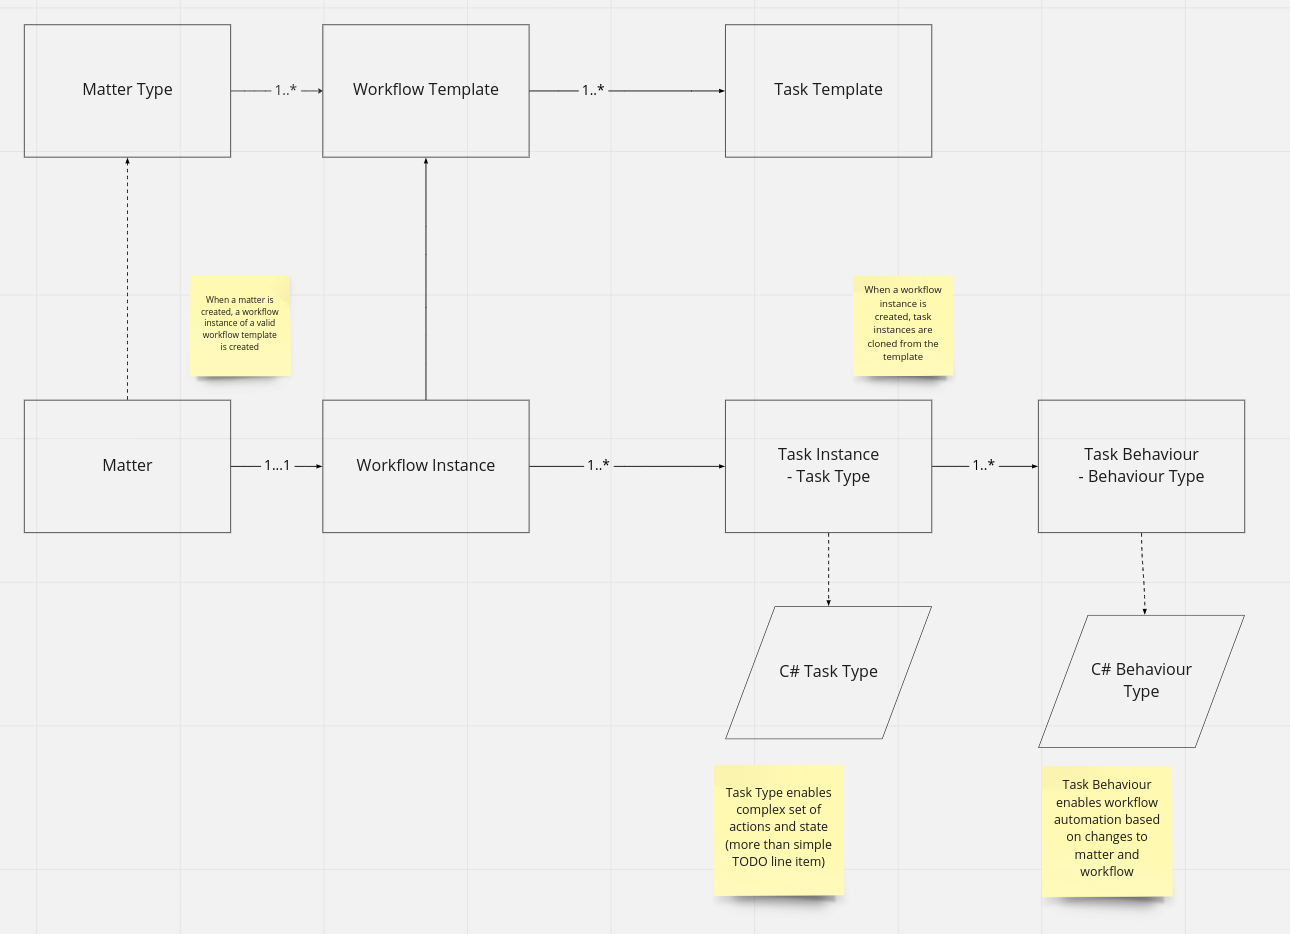 Matter Type
1..*
Workflow Template
1..*
Task Template
When a matter is
created, a workflow
instance of a valid
workflow template
is created
When a workflow
instance is
created, task
instances are
cloned from the
template
Matter
1...1
Workflow Instance
1..*
Task Instance
- Task Type
1..*
Task Behaviour
- Behaviour Type
C# Task Type
C# Behaviour
Type
Task Type enables
complex set of
actions and state
(more than simple
TODO line item)
Task Behaviour
enables workflow
automation based
on changes to
matter and
workflow